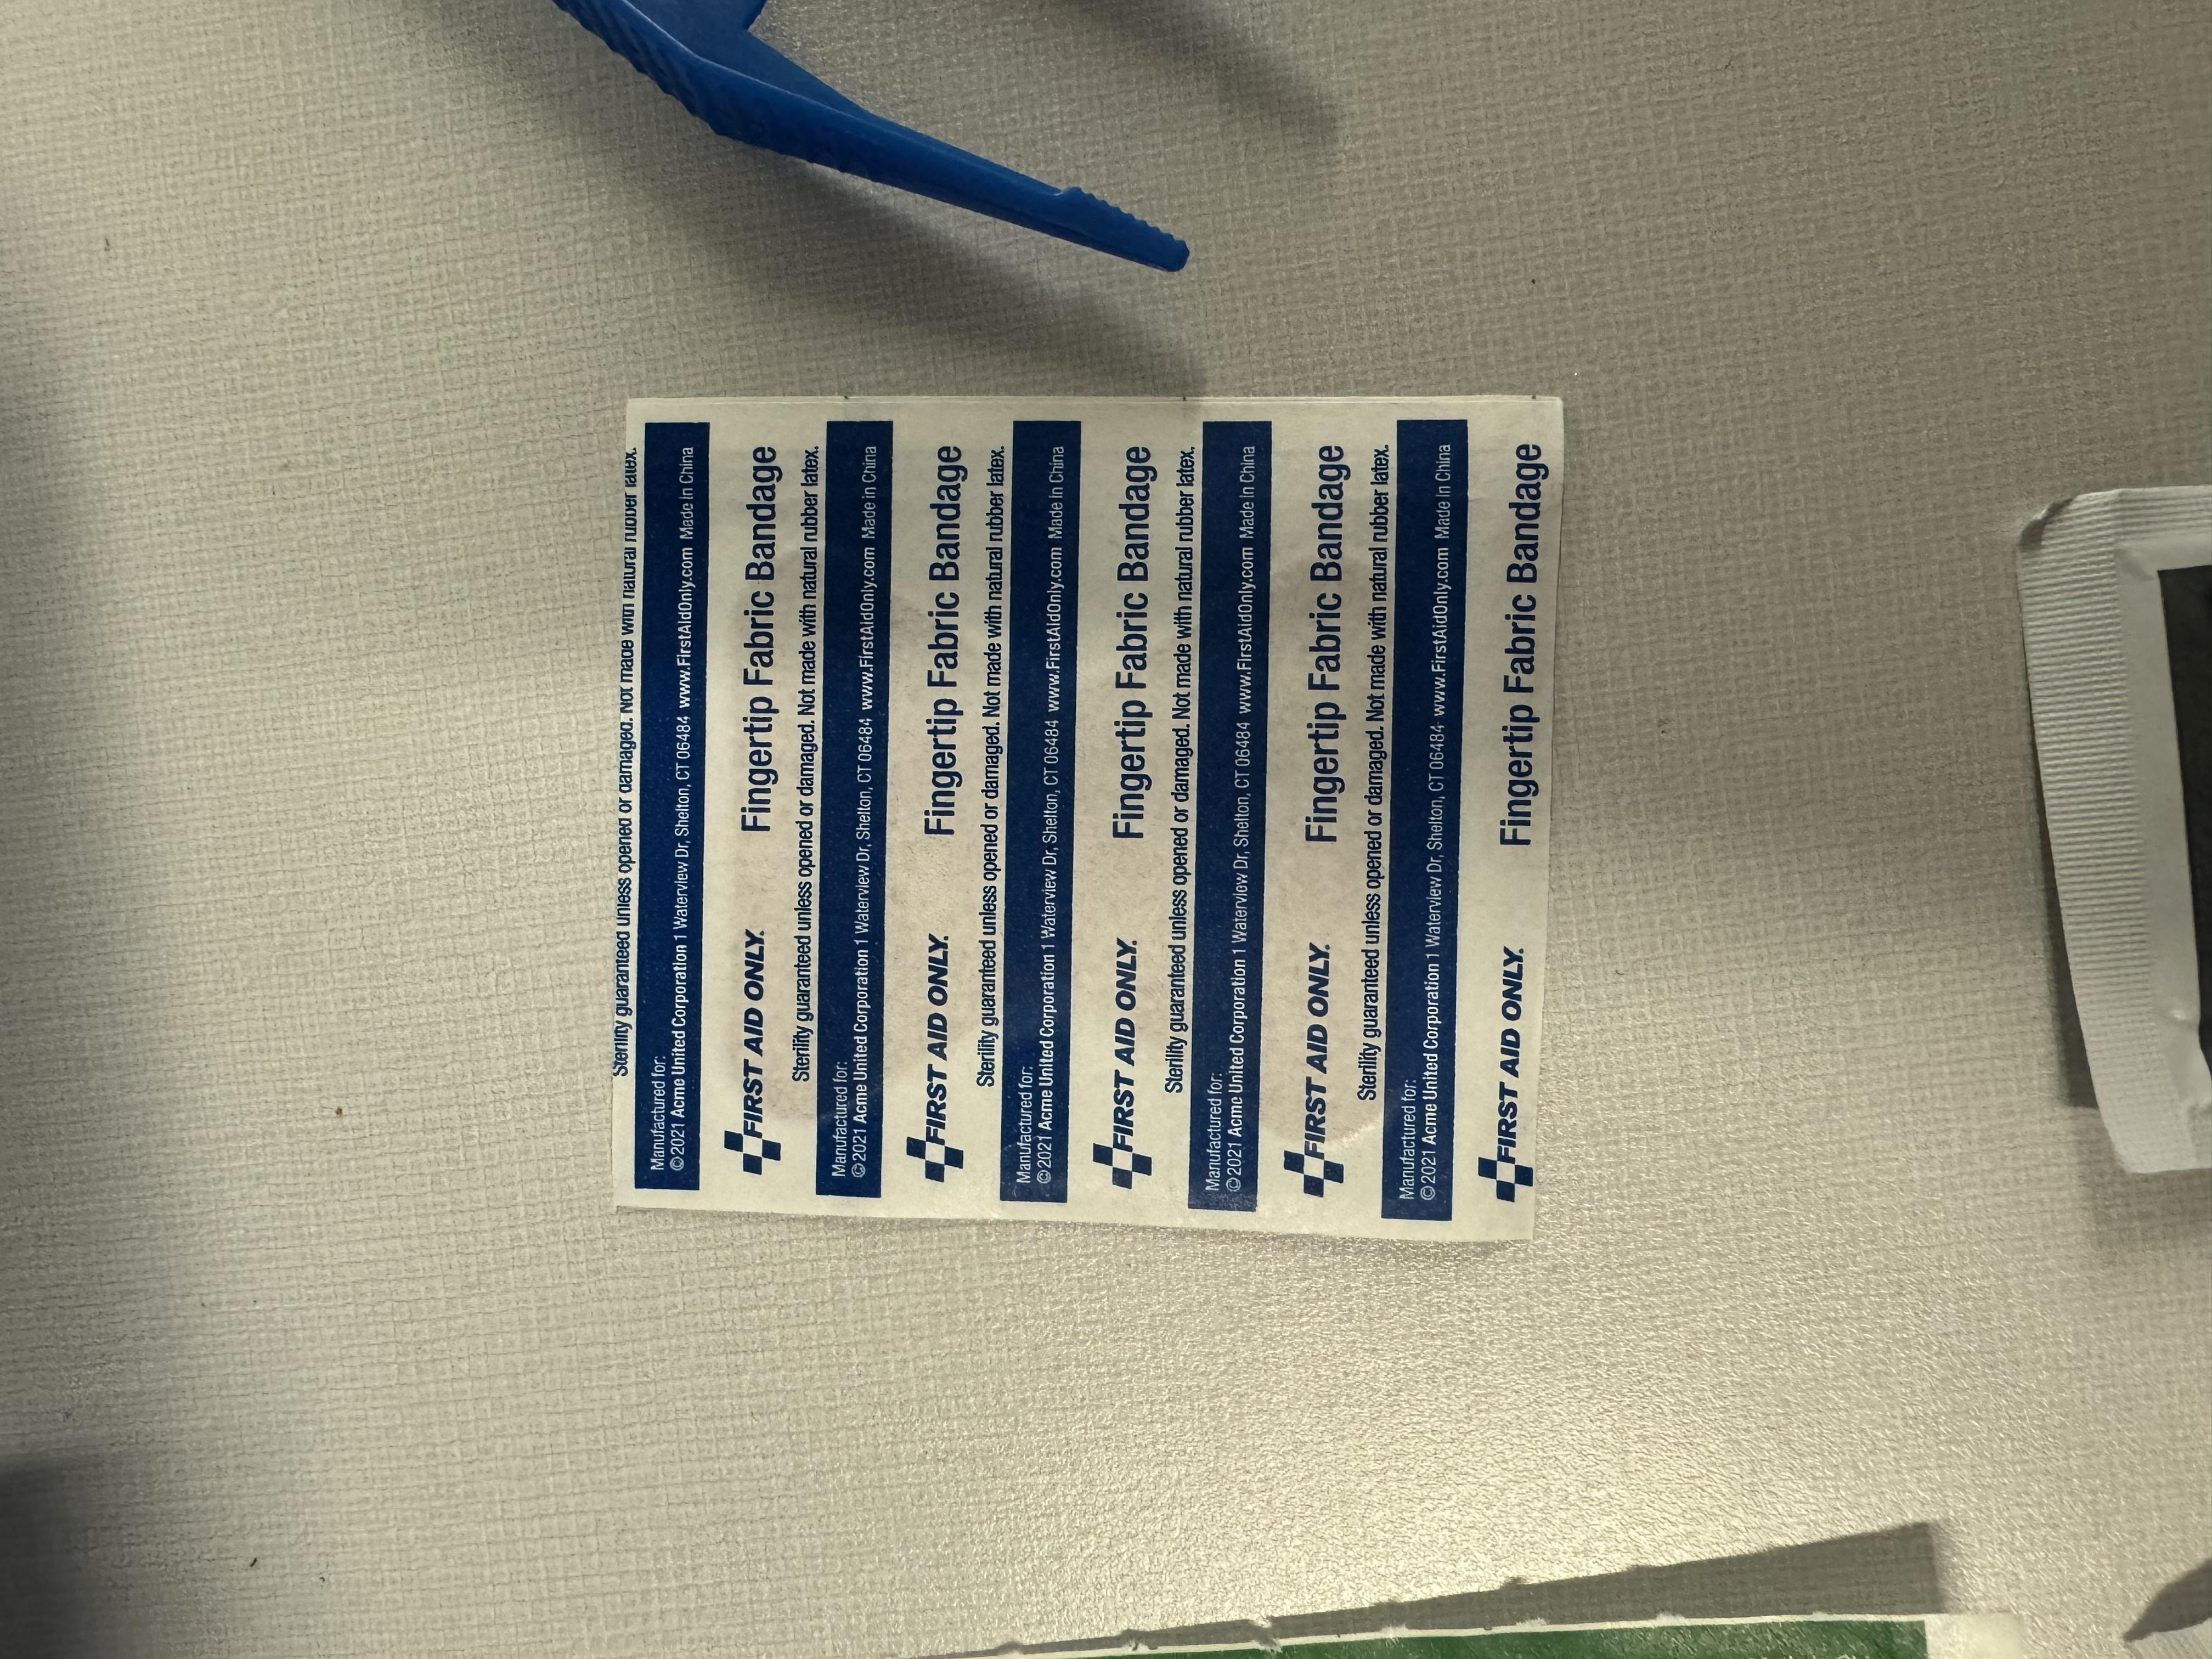 Sterility guaranteed unless opened or damaged. Not made with natural rubber latex.
Manufactured for:
©2021 Acme United Corporation 1 Waterview Dr, Shelton, CT 06484 www.FirstAidOnly.com Made in China
FIRST AID ONLY. Fingertip Fabric Bandage
Sterility guaranteed unless opened or damaged. Not made with natural rubber latex.
Manufactured for:
©2021 Acme United Corporation 1 Waterview Dr, Shelton, CT 06484 www.FirstAidOnly.com Made in China
FIRST AID ONLY. Fingertip Fabric Bandage
Sterility guaranteed unless opened or damaged. Not made with natural rubber latex.
Manufactured for:
©2021 Acme United Corporation 1 Waterview Dr, Shelton, CT 06484 www.FirstAidOnly.com Made in China
FIRST AID ONLY. Fingertip Fabric Bandage
Sterility guaranteed unless opened or damaged. Not made with natural rubber latex.
Manufactured for:
©2021 Acme United Corporation 1 Waterview Dr, Shelton, CT 06484 www.FirstAidOnly.com Made in China
FIRST AID ONLY. Fingertip Fabric Bandage
Sterility guaranteed unless opened or damaged. Not made with natural rubber latex.
Manufactured for:
©2021 Acme United Corporation 1 Waterview Dr, Shelton, CT 06484 www.FirstAidOnly.com Made in China
FIRST AID ONLY. Fingertip Fabric Bandage